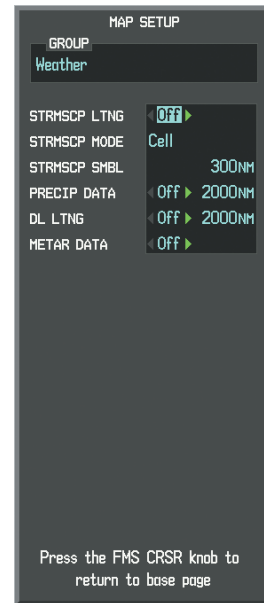 MAP SETUP
GROUP
Weather
STRMSCP LTNG Off
STRMSCP MODE Cell
STRMSCP SMBL 300NM
PRECIP DATA Off 2000NM
DL LTNG Off 2000NM
METAR DATA Off
Press the FMS CRSR knob to
return to base page